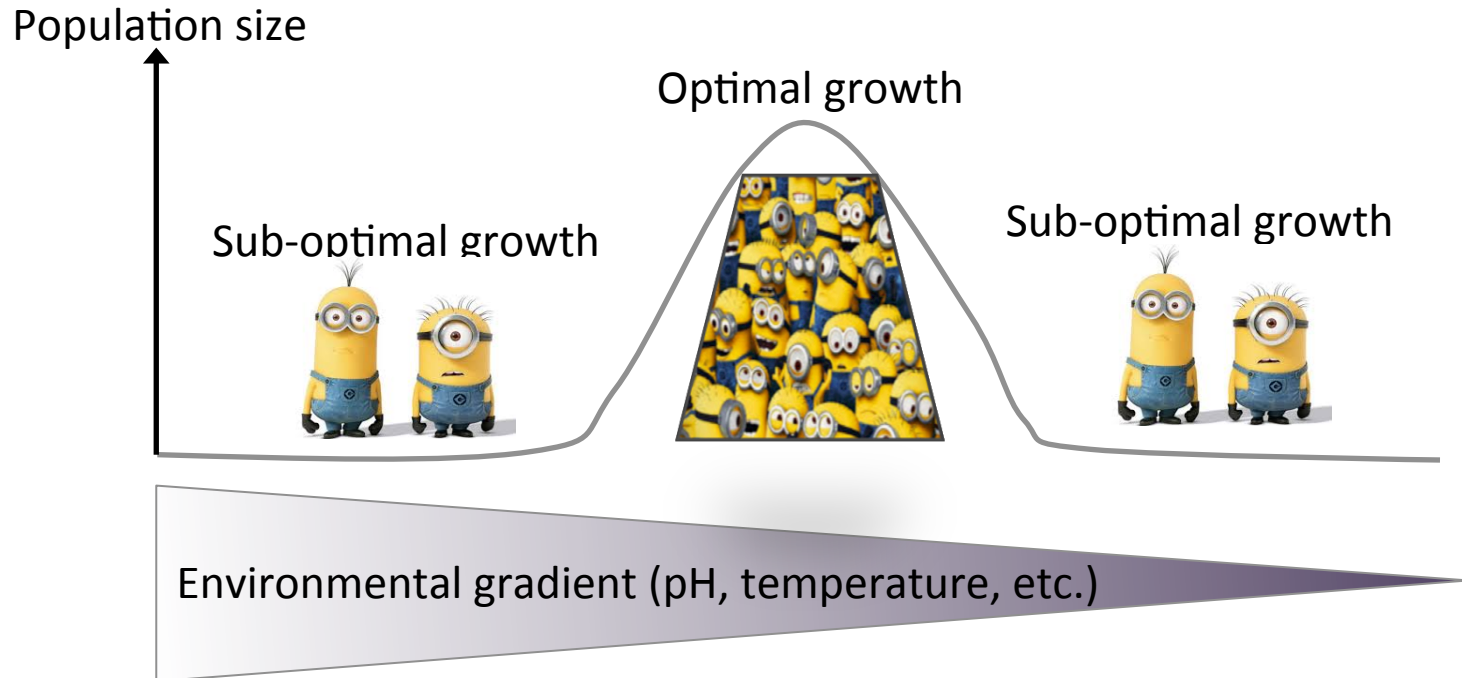 Population size
Optimal growth
Sub-optimal growth
Sub-optimal growth
Environmental gradient (pH, temperature, etc.)